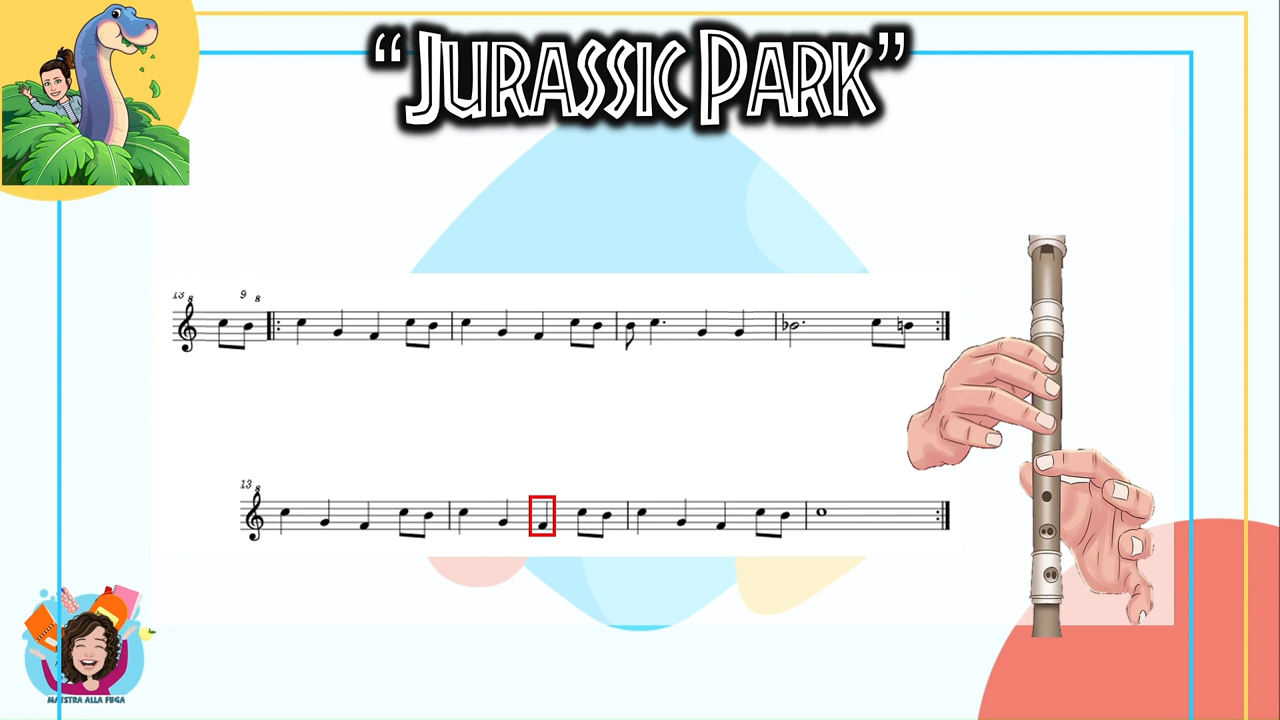 “JURASSIC PARK”
13 8 9 8
13 8
MAESTRA ALLA FUGA